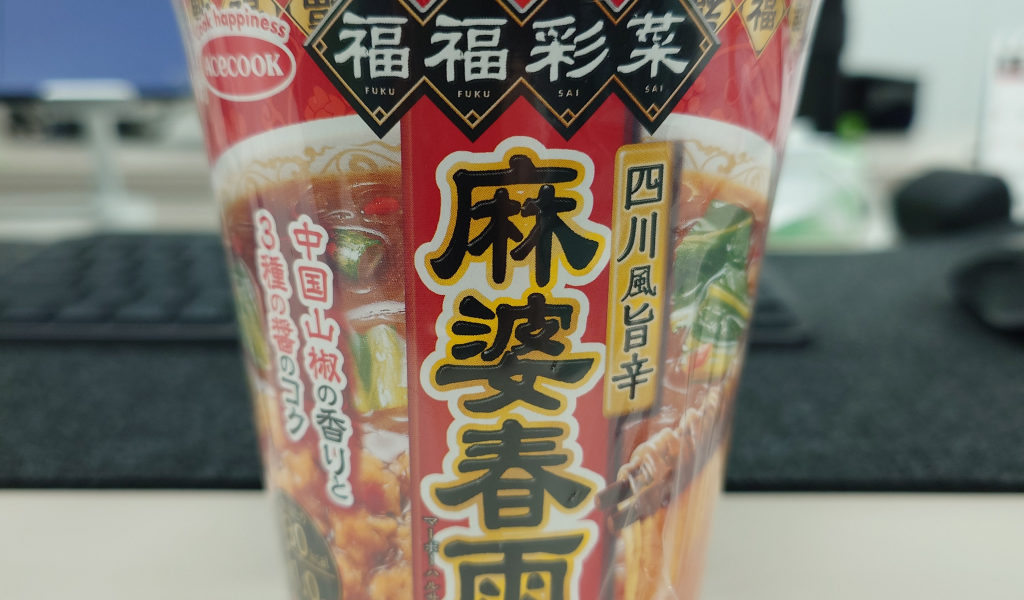 Cook happiness
acecook
福福彩菜
FUKU FUKU SAI SAI
四川風旨辛
麻婆春雨
中国山椒の香りと
3種の醤のコク